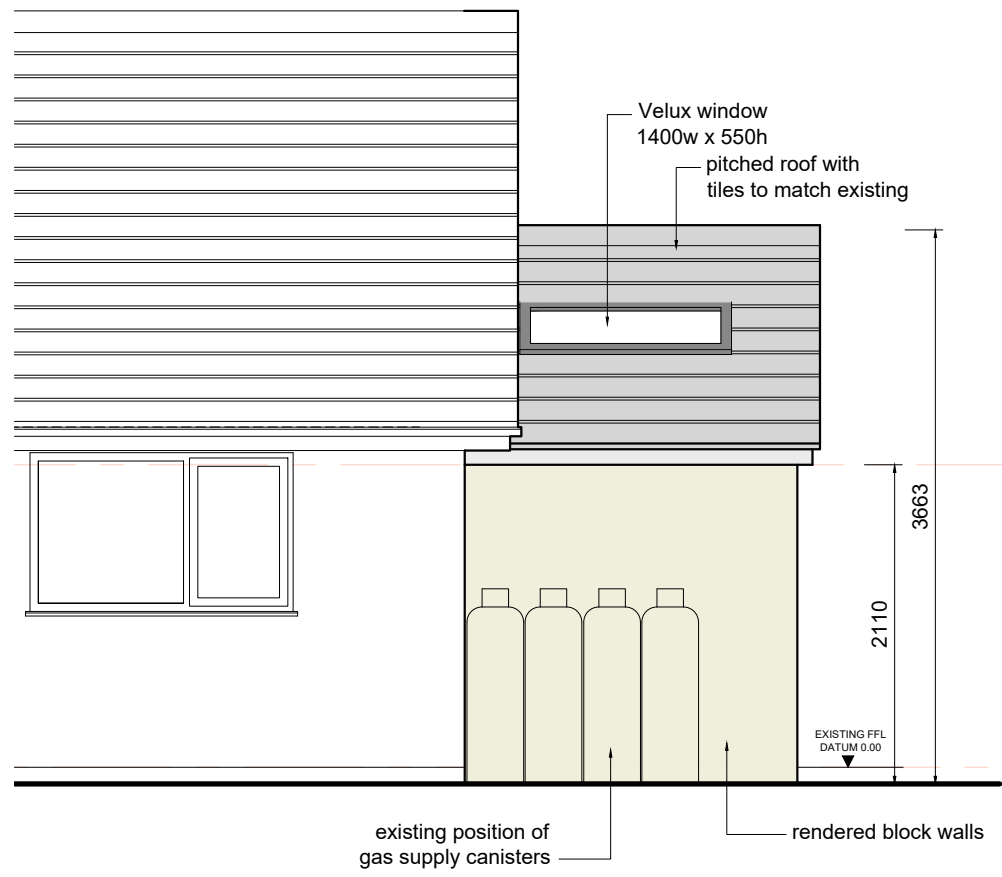 Velux window
1400w x 550h
pitched roof with
tiles to match existing
3663
2110
EXISTING FFL
DATUM 0.00
existing position of
gas supply canisters
rendered block walls